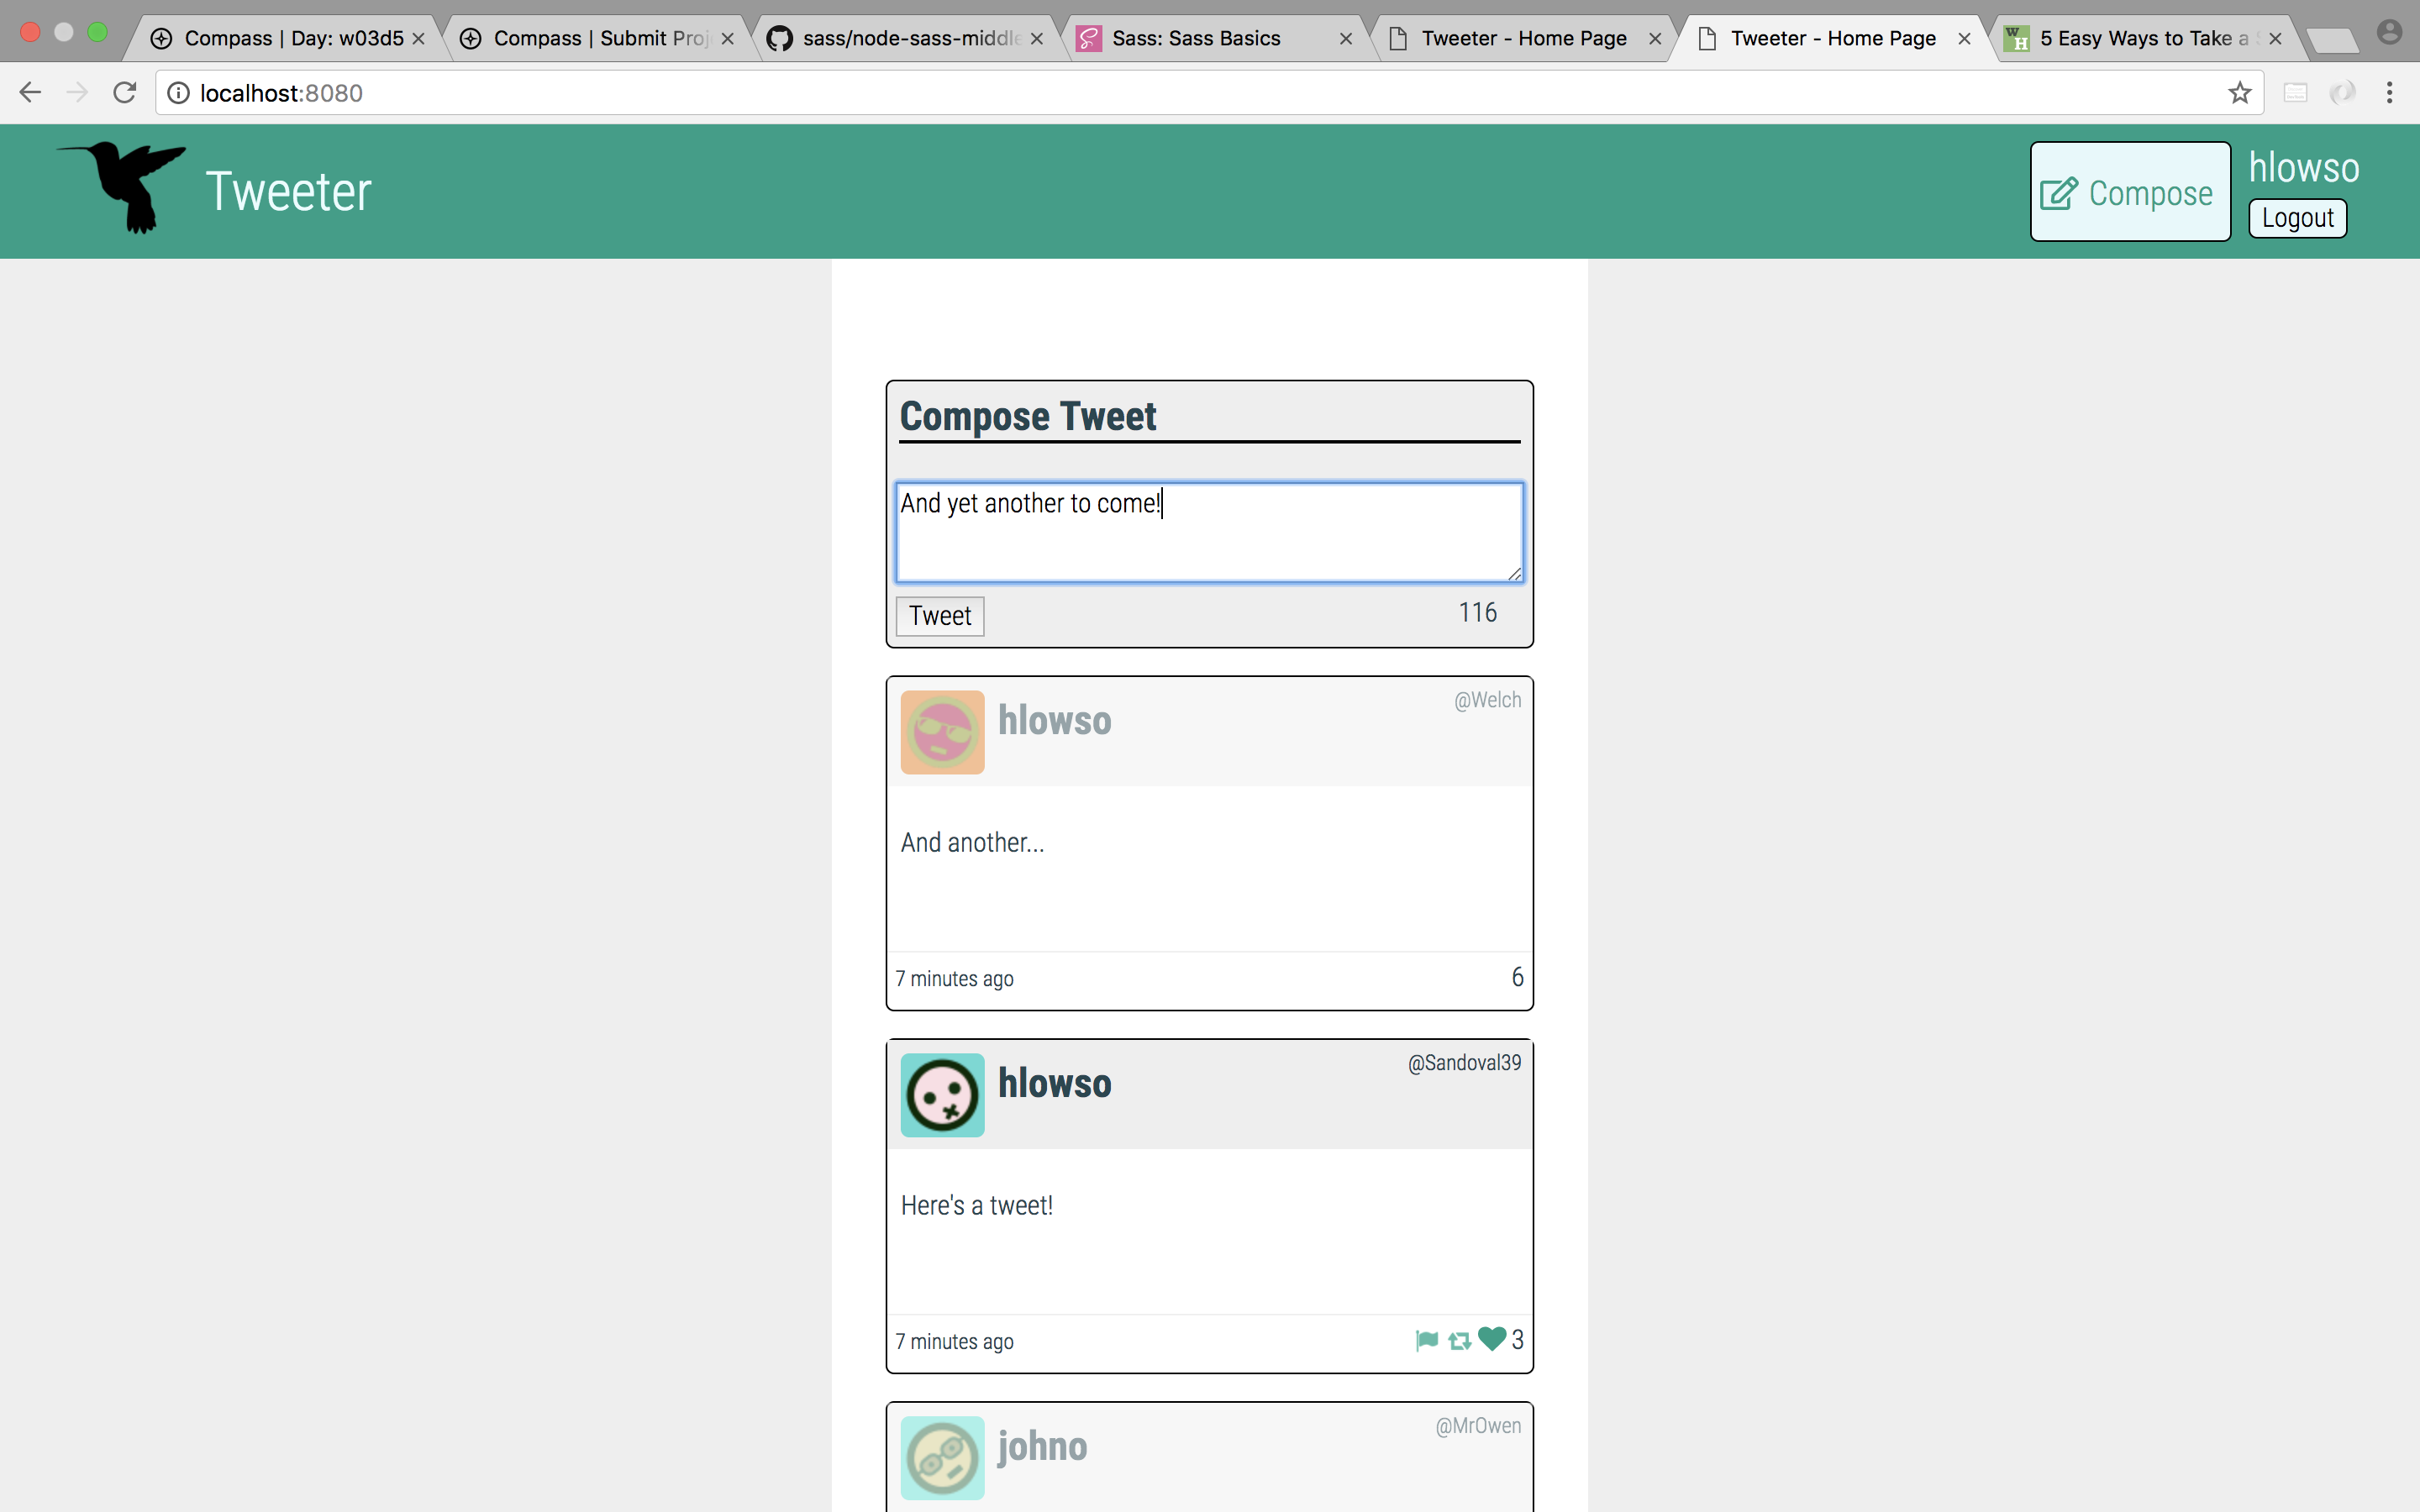 Compass | Day: w03d5
Compass | Submit Proj
sass/node-sass-middle
Sass: Sass Basics
Tweeter - Home Page
Tweeter - Home Page
5 Easy Ways to Take a S
localhost:8080
Tweeter
Compose
hlowso
Logout
Compose Tweet
And yet another to come!
Tweet
116
hlowso
@Welch
And another...
7 minutes ago
6
hlowso
@Sandoval39
Here's a tweet!
7 minutes ago
3
johno
@MrOwen